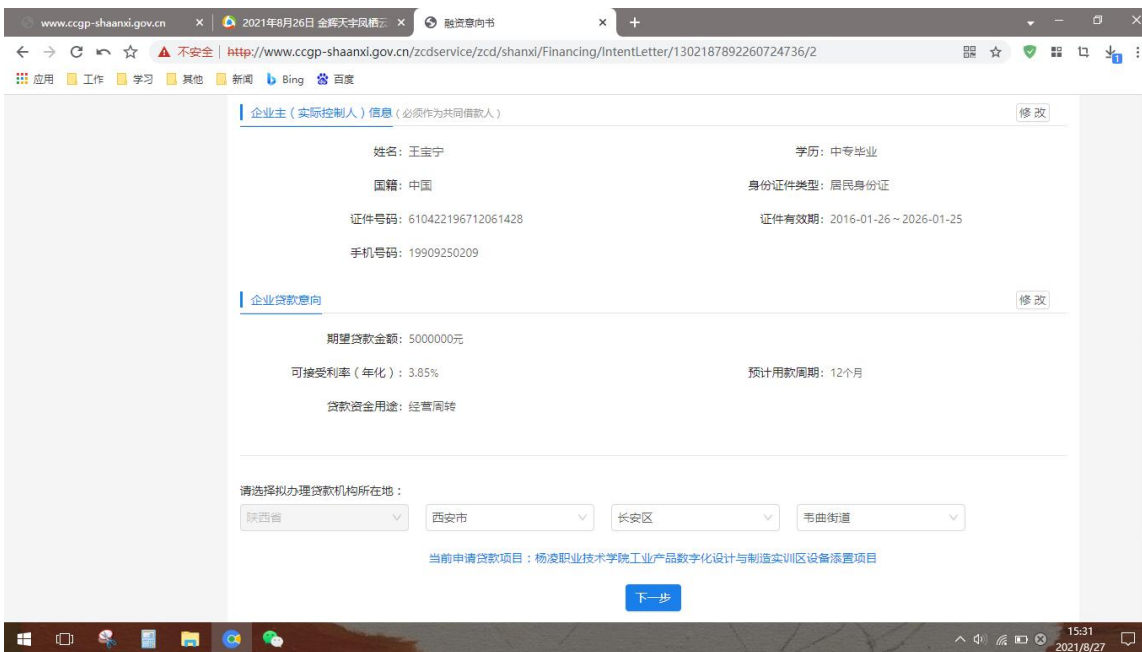 www.ccgp-shaanxi.gov.cn
2021年8月26日 金辉天宇凤栖云
融资意向书
不安全 http://www.ccgp-shaanxi.gov.cn/zcdservice/zcd/shanxi/Financing/IntentLetter/1302187892260724736/2
应用 工作 学习 其他 新闻 Bing 百度
企业主(实际控制人)信息(必须作为共同借款人) 修改
姓名:王宝宁 学历:中专毕业
国籍:中国 身份证件类型:居民身份证
证件号码:610422196712061428 证件有效期:2016-01-26~2026-01-25
手机号码:19909250209
企业贷款意向 修改
期望贷款金额:5000000元
可接受利率(年化):3.85% 预计用款周期:12个月
贷款资金用途:经营周转
请选择拟办理贷款机构所在地:
陕西省 西安市 长安区 韦曲街道
当前申请贷款项目:杨凌职业技术学院工业产品数字化设计与制造实训区设备添置项目
下一步
15:31
2021/8/27